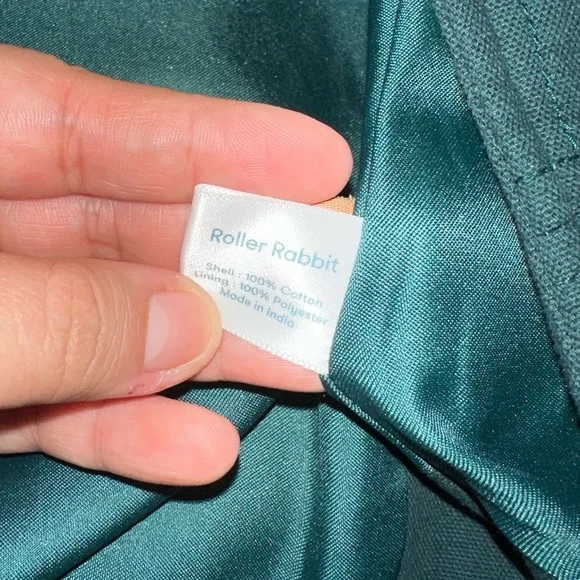 Roller Rabbit
Shell : 100% Cotton
Lining : 100% Polyester
Made in India